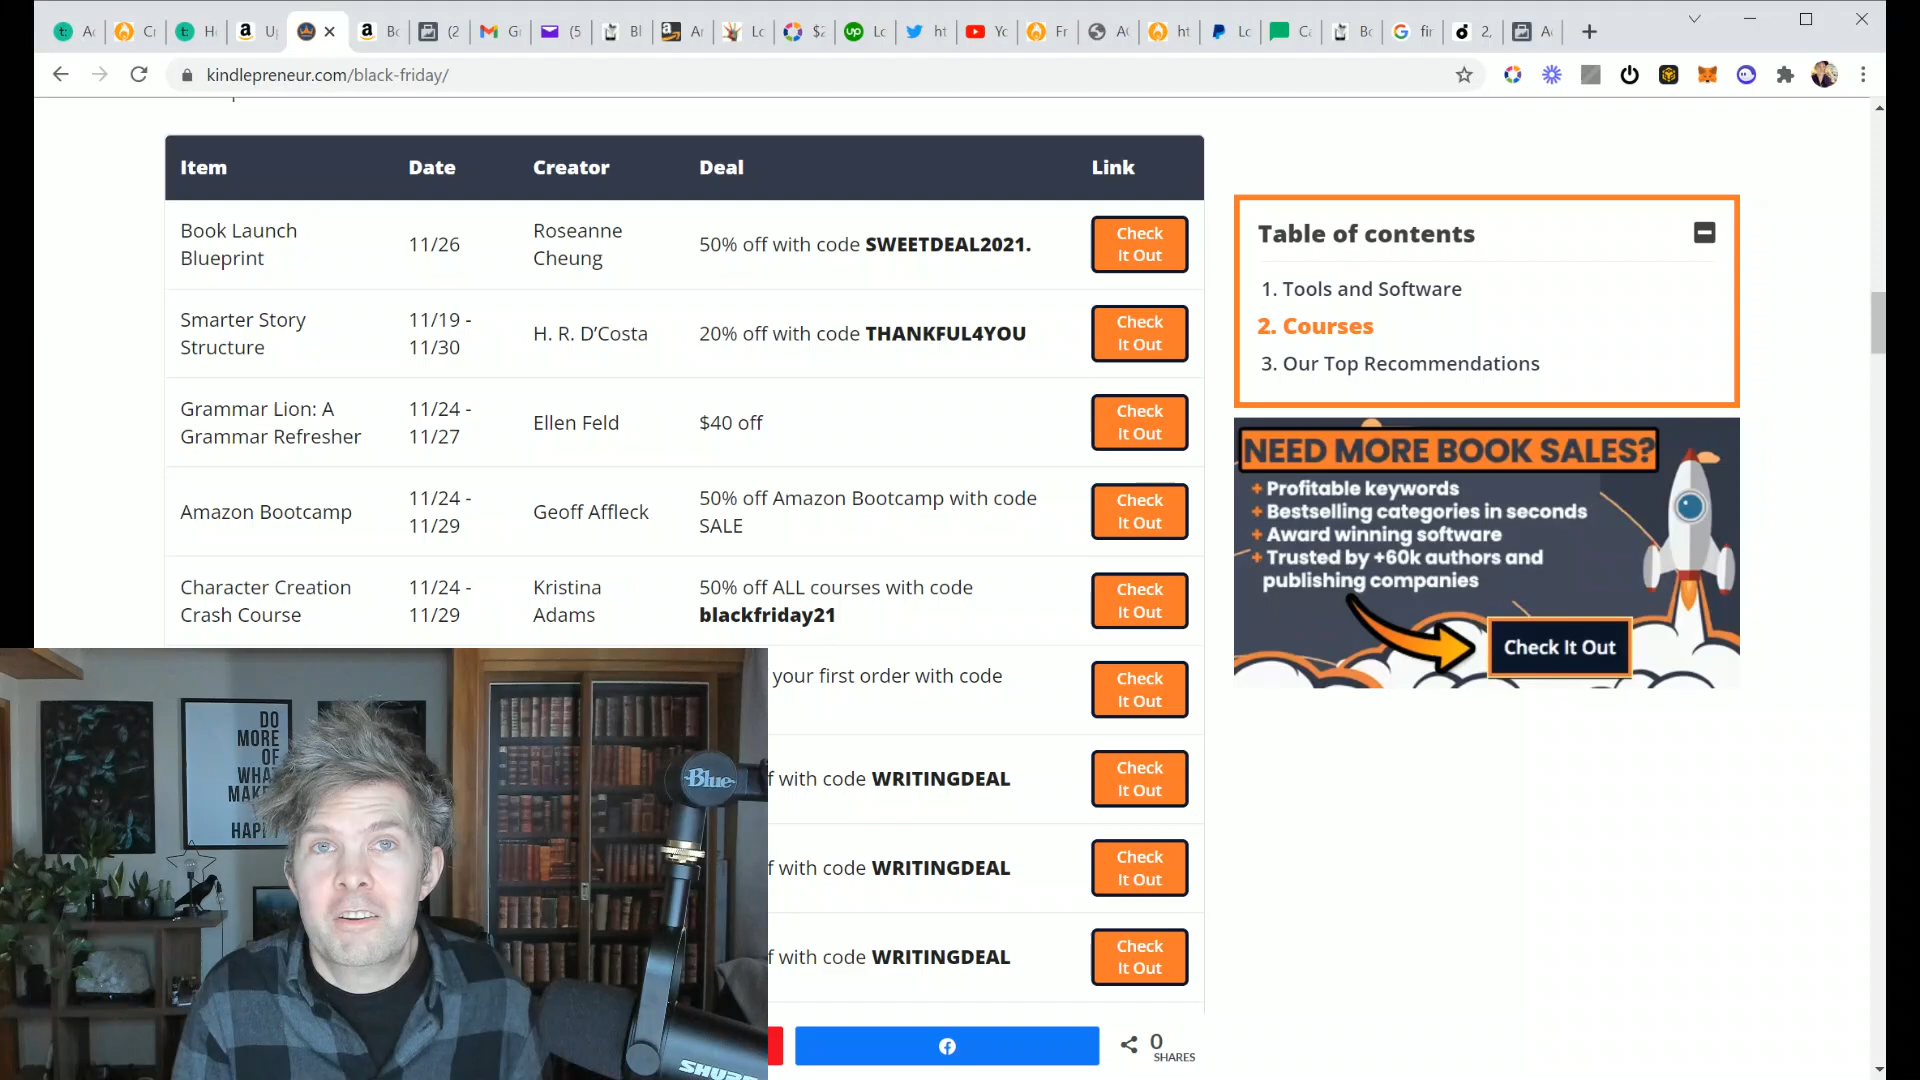 kindlepreneur.com/black-friday/
Item Date Creator Deal Link
Book Launch
Blueprint
11/26
Roseanne
Cheung
50% off with code SWEETDEAL2021.
Check
It Out
Smarter Story
Structure
11/19 -
11/30
H. R. D’Costa
20% off with code THANKFUL4YOU
Check
It Out
Grammar Lion: A
Grammar Refresher
11/24 -
11/27
Ellen Feld
$40 off
Check
It Out
Amazon Bootcamp
11/24 -
11/29
Geoff Affleck
50% off Amazon Bootcamp with code
SALE
Check
It Out
Character Creation
Crash Course
11/24 -
11/29
Kristina
Adams
50% off ALL courses with code
blackfriday21
Check
It Out
your first order with code
Check
It Out
f with code WRITINGDEAL
Check
It Out
f with code WRITINGDEAL
Check
It Out
f with code WRITINGDEAL
Check
It Out
0
SHARES
Table of contents
1. Tools and Software
2. Courses
3. Our Top Recommendations
NEED MORE BOOK SALES?
+ Profitable keywords
+ Bestselling categories in seconds
+ Award winning software
+ Trusted by +60k authors and
publishing companies
Check It Out
DO
MORE
OF
WHA
MAK
HAPP
Blue
SHURE